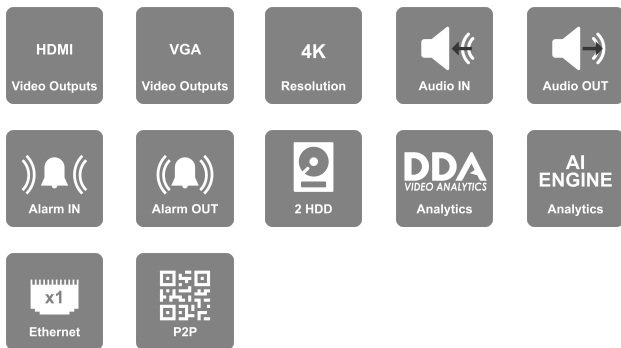 HDMI
Video Outputs
VGA
Video Outputs
4K
Resolution
Audio IN
Audio OUT
Alarm IN
Alarm OUT
2 HDD
DDA
VIDEO ANALYTICS
Analytics
AI
ENGINE
Analytics
x1
Ethernet
P2P